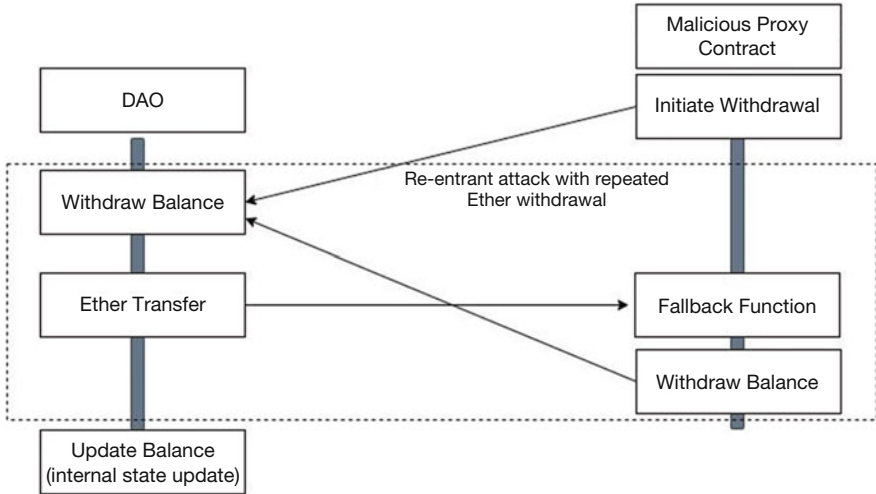 Malicious Proxy
Contract
DAO
Initiate Withdrawal
Re-entrant attack with repeated
Ether withdrawal
Withdraw Balance
Ether Transfer
Fallback Function
Withdraw Balance
Update Balance
(internal state update)